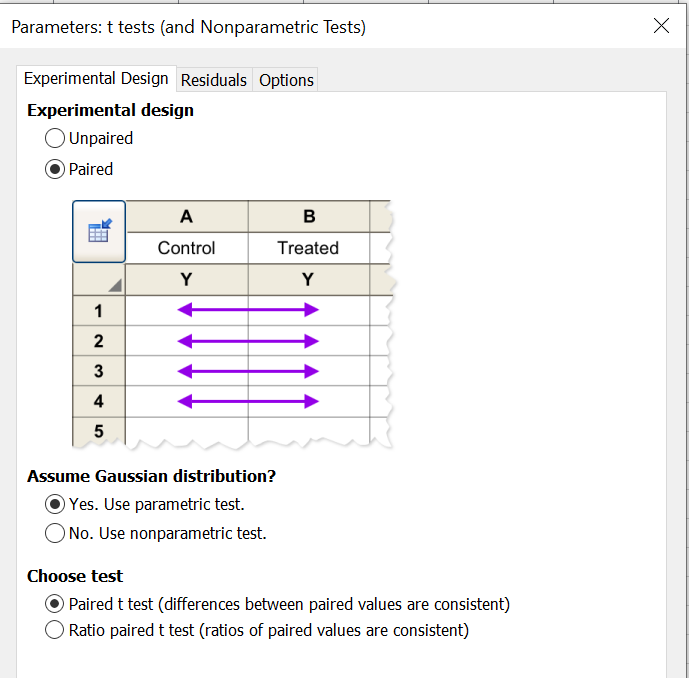 Parameters: t tests (and Nonparametric Tests)
Experimental Design Residuals Options
Experimental design
Unpaired
Paired
A B
Control Treated
Y Y
1
2
3
4
5
Assume Gaussian distribution?
Yes. Use parametric test.
No. Use nonparametric test.
Choose test
Paired t test (differences between paired values are consistent)
Ratio paired t test (ratios of paired values are consistent)